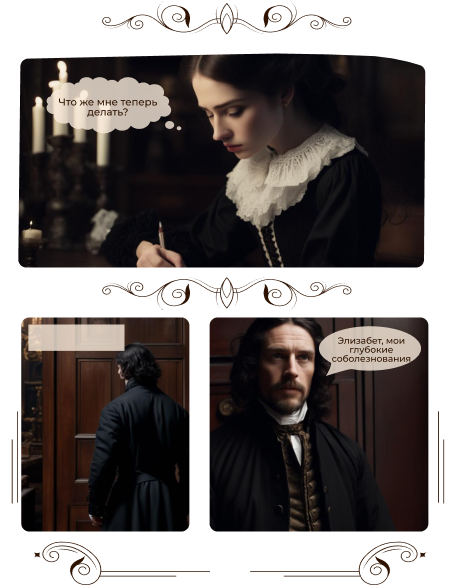 Что же мне теперь
делать?
Элизабет, мои
глубокие
соболезнования